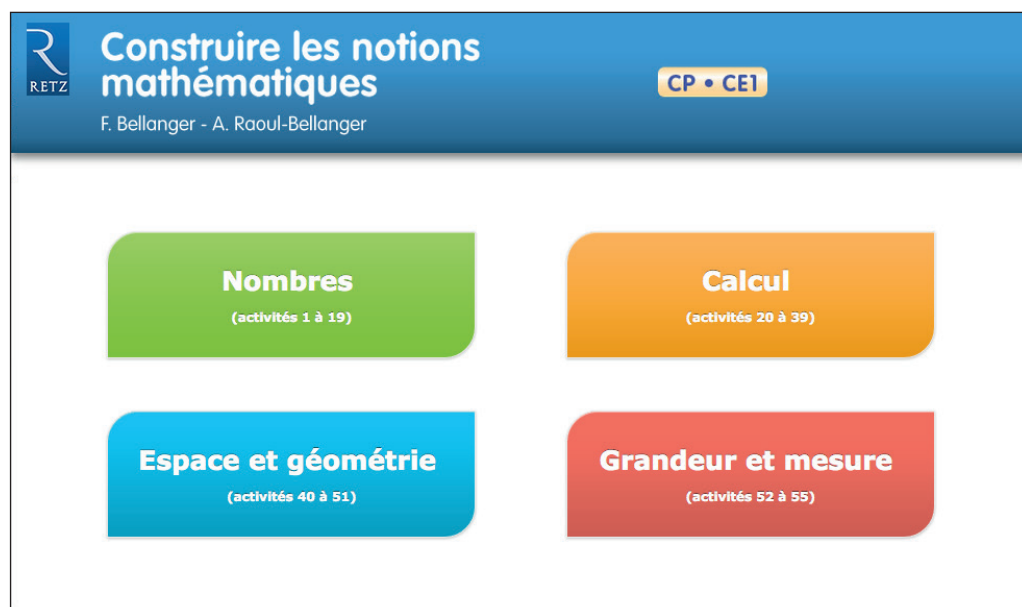 RETZ
Construire les notions
mathématiques
F. Bellanger - A. Raoul-Bellanger
CP • CE1
Nombres
(activités 1 à 19)
Calcul
(activités 20 à 39)
Espace et géométrie
(activités 40 à 51)
Grandeur et mesure
(activités 52 à 55)